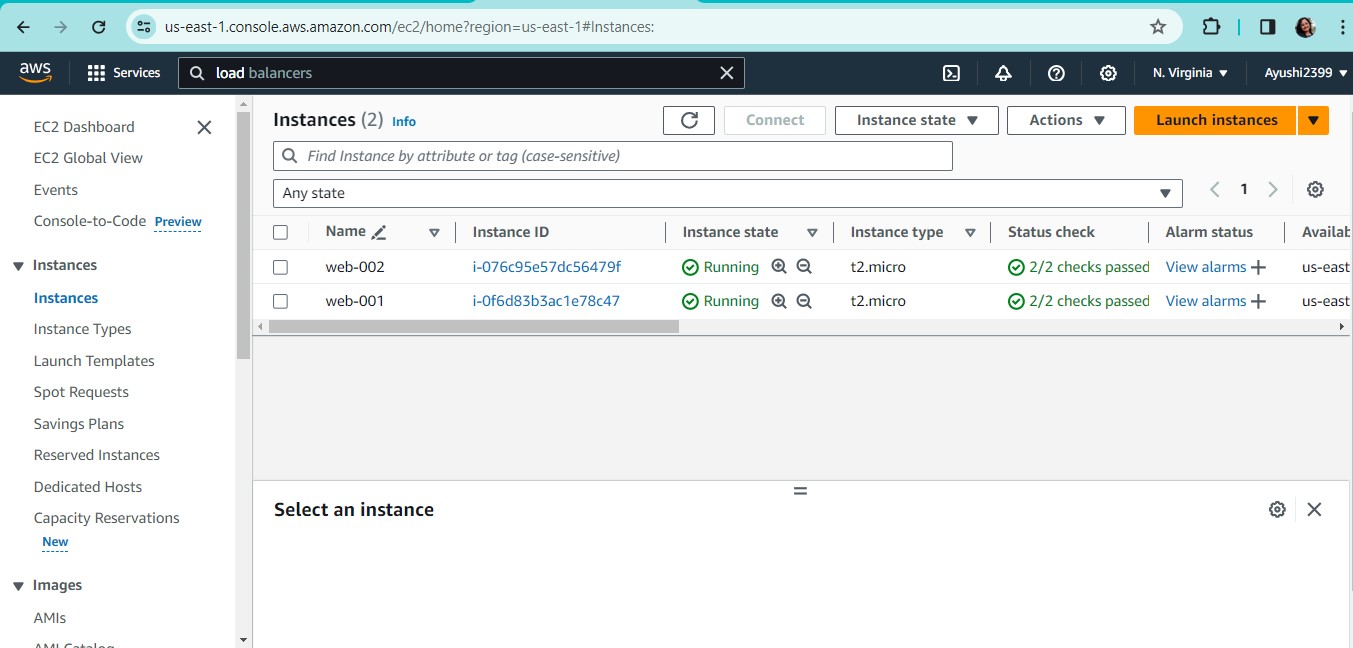 us-east-1.console.aws.amazon.com/ec2/home?region=us-east-1#Instances:
aws Services load balancers N. Virginia Ayushi2399
EC2 Dashboard
EC2 Global View
Events
Console-to-Code Preview
Instances
Instances
Instance Types
Launch Templates
Spot Requests
Savings Plans
Reserved Instances
Dedicated Hosts
Capacity Reservations
New
Images
AMIs
AMI Catalog
Instances (2) Info Connect Instance state Actions Launch instances
Find Instance by attribute or tag (case-sensitive)
Any state 1
Name Instance ID Instance state Instance type Status check Alarm status Availab
web-002 i-076c95e57dc56479f Running t2.micro 2/2 checks passed View alarms us-east
web-001 i-0f6d83b3ac1e78c47 Running t2.micro 2/2 checks passed View alarms us-east
Select an instance